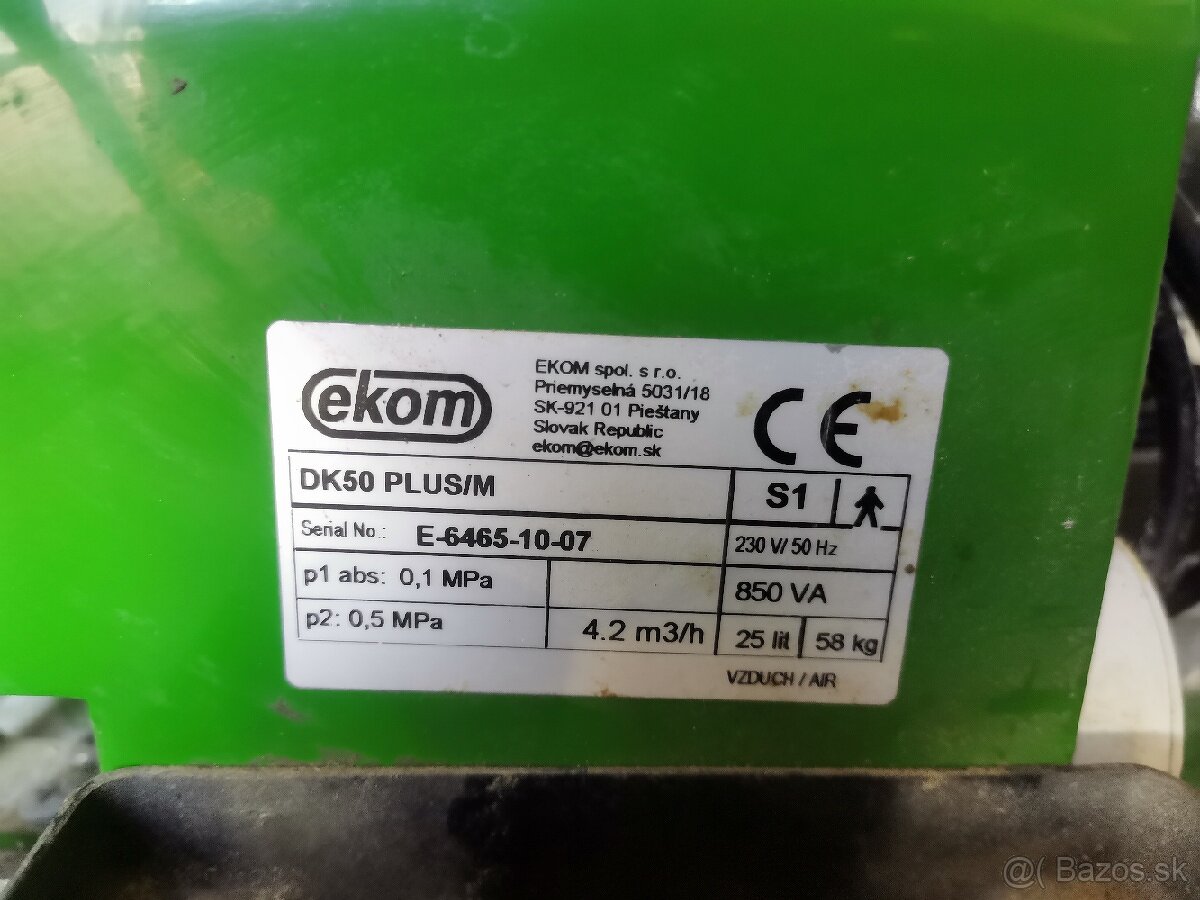 ekom
EKOM spol. s r.o.
Priemyselná 5031/18
SK-921 01 Piešťany
Slovak Republic
ekom@ekom.sk
CE
DK50 PLUS/M
S1
Serial No.: E-6465-10-07
230 V/ 50 Hz
p1 abs: 0,1 MPa
850 VA
p2: 0,5 MPa
4.2 m3/h
25 lit
58 kg
VZDUCH / AIR
@( Bazos.sk